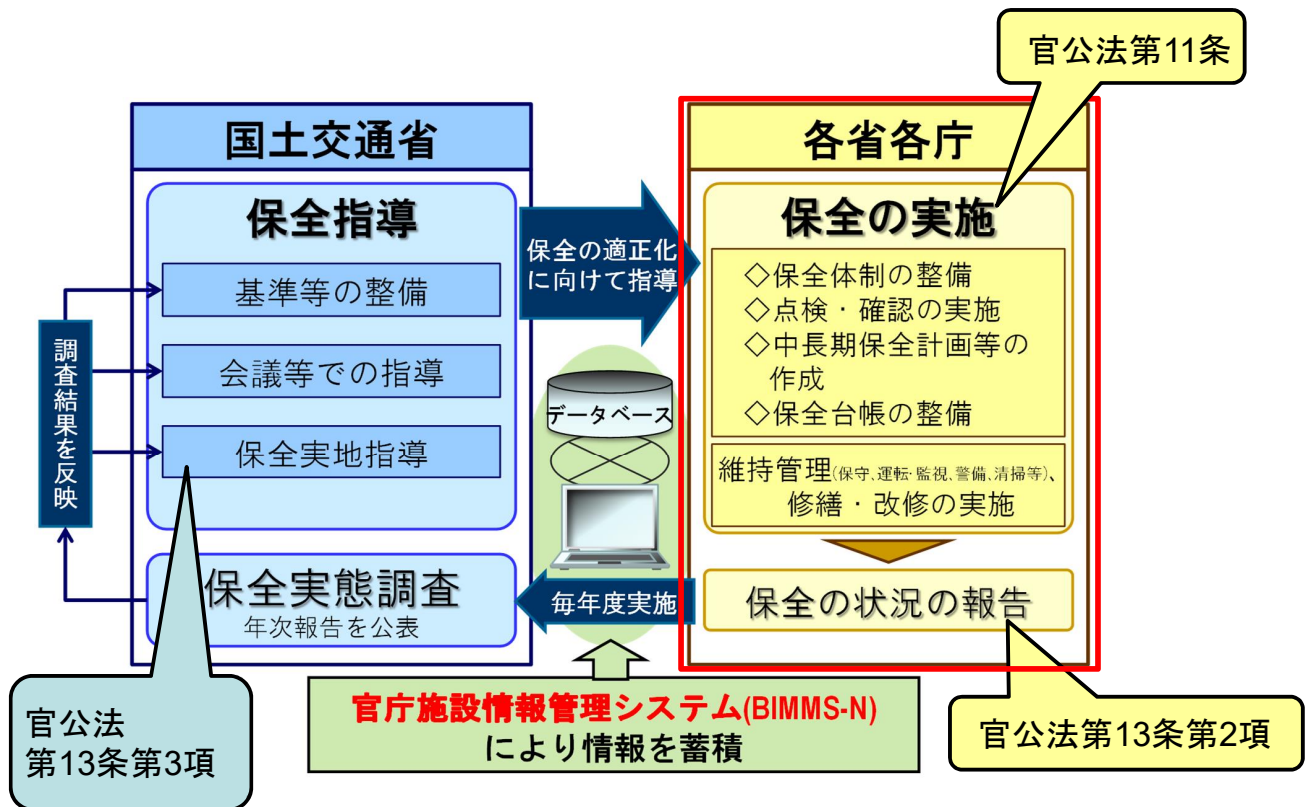 官公法第11条
国土交通省
保全指導
基準等の整備
会議等での指導
保全実地指導
調査結果を反映
保全実態調査
年次報告を公表
官公法
第13条第3項
保全の適正化
に向けて指導
データベース
毎年度実施
官庁施設情報管理システム(BIMMS-N)
により情報を蓄積
各省各庁
保全の実施
◇保全体制の整備
◇点検・確認の実施
◇中長期保全計画等の
作成
◇保全台帳の整備
維持管理(保守、運転・監視、警備、清掃等)、
修繕・改修の実施
保全の状況の報告
官公法第13条第2項